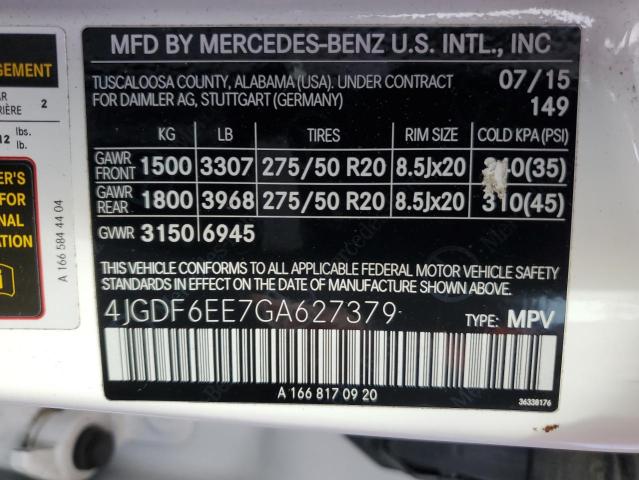 MFD BY MERCEDES-BENZ U.S. INTL., INC
TUSCALOOSA COUNTY, ALABAMA (USA). UNDER CONTRACT 07/15
FOR DAIMLER AG, STUTTGART (GERMANY) 149
KG LB TIRES RIM SIZE COLD KPA (PSI)
GAWR FRONT 1500 3307 275/50 R20 8.5Jx20 (35)
GAWR REAR 1800 3968 275/50 R20 8.5Jx20 310(45)
GVWR 3150 6945
THIS VEHICLE CONFORMS TO ALL APPLICABLE FEDERAL MOTOR VEHICLE SAFETY
STANDARDS IN EFFECT ON THE DATE OF MANUFACTURE SHOWN ABOVE.
4JGDF6EE7GA627379 TYPE: MPV
A 166 817 09 20
36338176
2
lbs.
lb.
A 166 584 44 04